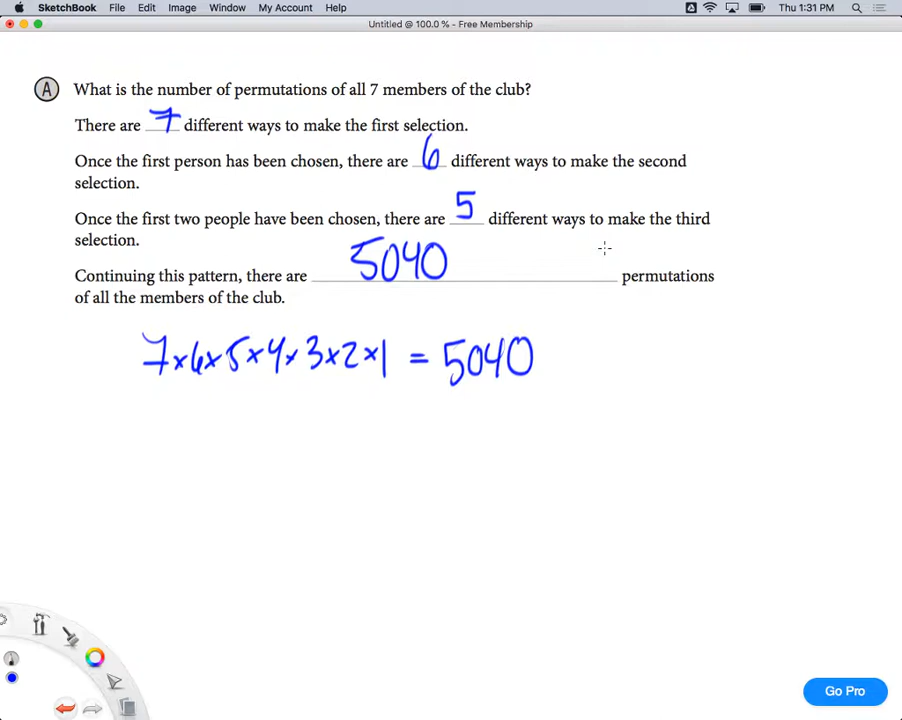 SketchBook File Edit Image Window My Account Help Thu 1:31 PM
Untitled @ 100.0 % - Free Membership
A What is the number of permutations of all 7 members of the club?
There are 7 different ways to make the first selection.
Once the first person has been chosen, there are 6 different ways to make the second
selection.
Once the first two people have been chosen, there are 5 different ways to make the third
selection.
Continuing this pattern, there are 5040 permutations
of all the members of the club.
7×6×5×4×3×2×1 = 5040
Go Pro